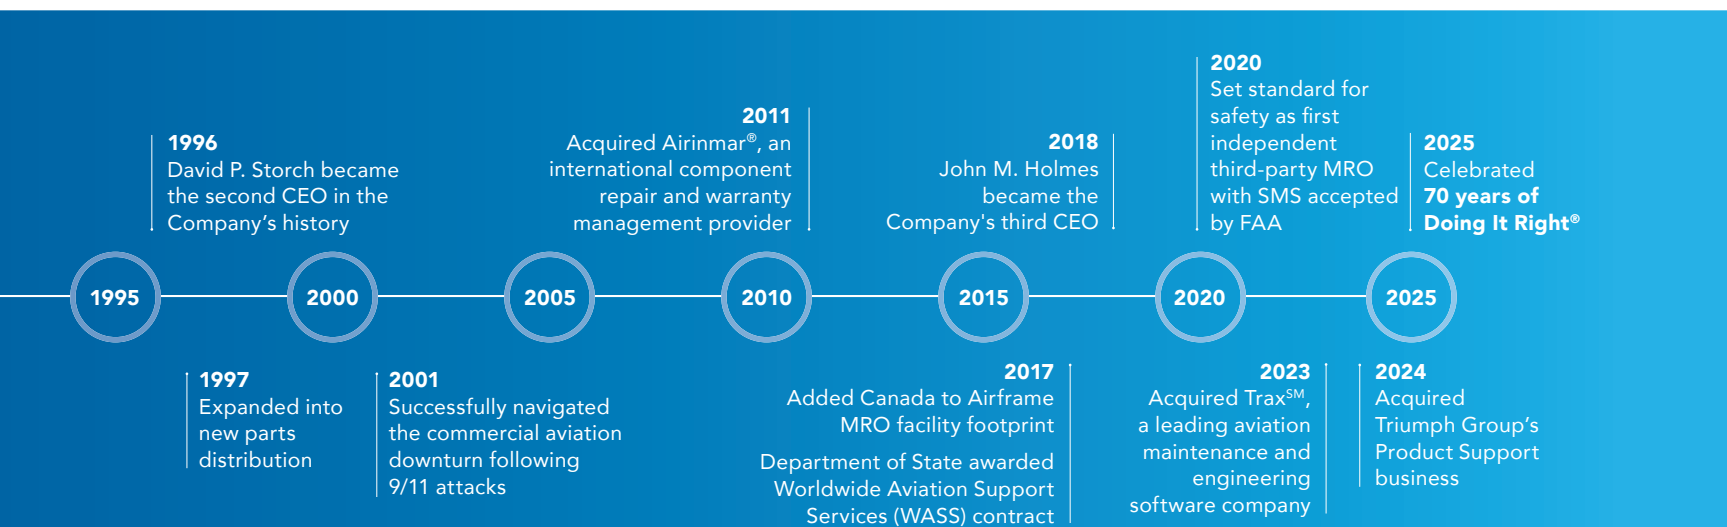 1996
David P. Storch became
the second CEO in the
Company’s history
2011
Acquired Airinmar®, an
international component
repair and warranty
management provider
2018
John M. Holmes
became the
Company's third CEO
2020
Set standard for
safety as first
independent
third-party MRO
with SMS accepted
by FAA
2025
Celebrated
70 years of
Doing It Right®
1995
2000
2005
2010
2015
2020
2025
1997
Expanded into
new parts
distribution
2001
Successfully navigated
the commercial aviation
downturn following
9/11 attacks
2017
Added Canada to Airframe
MRO facility footprint
Department of State awarded
Worldwide Aviation Support
Services (WASS) contract
2023
Acquired Trax℠,
a leading aviation
maintenance and
engineering
software company
2024
Acquired
Triumph Group’s
Product Support
business